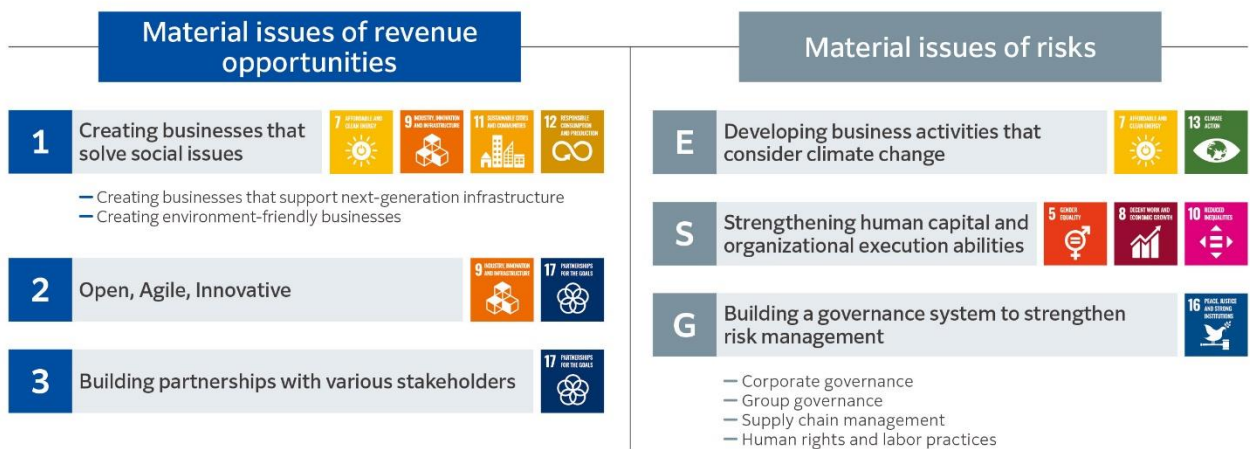 Material issues of revenue
opportunities
1
Creating businesses that
solve social issues
7 AFFORDABLE AND
CLEAN ENERGY
9 INDUSTRY, INNOVATION
AND INFRASTRUCTURE
11 SUSTAINABLE CITIES
AND COMMUNITIES
12 RESPONSIBLE
CONSUMPTION
AND PRODUCTION
— Creating businesses that support next-generation infrastructure
— Creating environment-friendly businesses
2
Open, Agile, Innovative
9 INDUSTRY, INNOVATION
AND INFRASTRUCTURE
17 PARTNERSHIPS
FOR THE GOALS
3
Building partnerships with various stakeholders
17 PARTNERSHIPS
FOR THE GOALS
Material issues of risks
E
Developing business activities that
consider climate change
7 AFFORDABLE AND
CLEAN ENERGY
13 CLIMATE
ACTION
S
Strengthening human capital and
organizational execution abilities
5 GENDER
EQUALITY
8 DECENT WORK AND
ECONOMIC GROWTH
10 REDUCED
INEQUALITIES
G
Building a governance system to strengthen
risk management
16 PEACE, JUSTICE
AND STRONG
INSTITUTIONS
— Corporate governance
— Group governance
— Supply chain management
— Human rights and labor practices